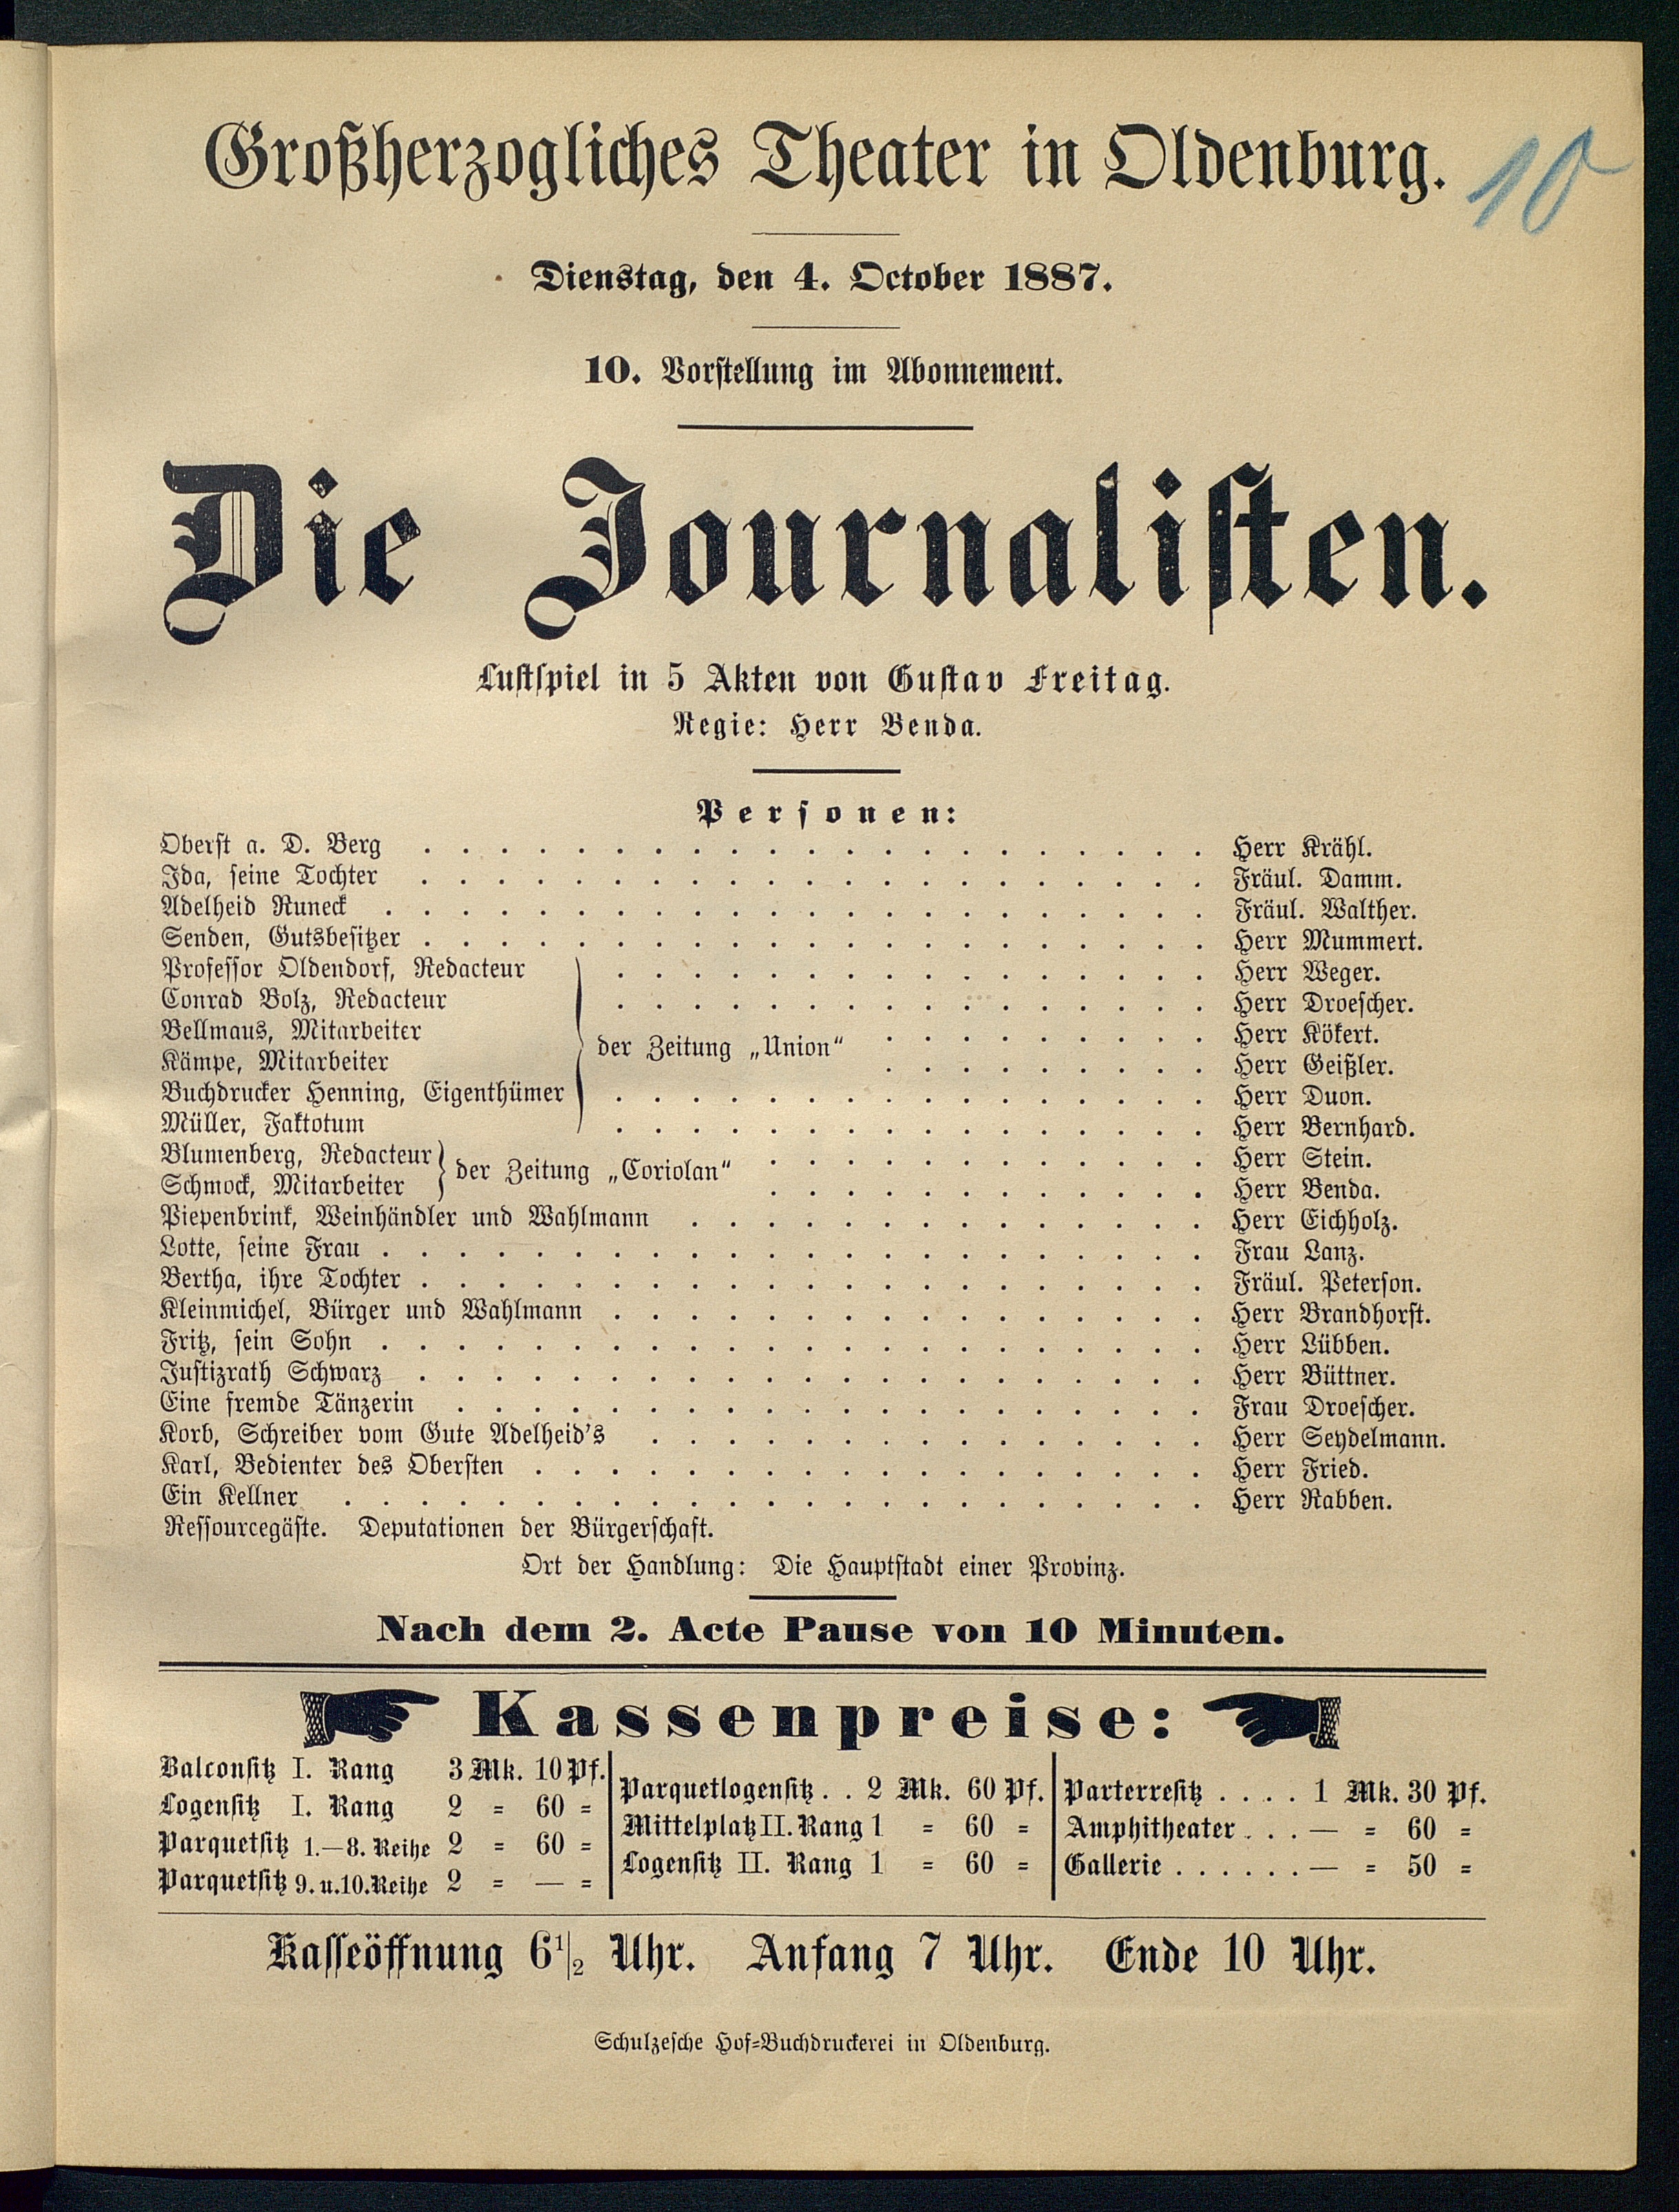 Großherzogliches Theater in Oldenburg.
10
Dienstag, den 4. October 1887.
10. Vorstellung im Abonnement.
Die Journalisten.
Lustspiel in 5 Akten von Gustav Freitag.
Regie: Herr Benda.
Personen:
Oberst a. D. Berg . . . . . . . . . . . . . . . . . . . . . Herr Krähl.
Ida, seine Tochter . . . . . . . . . . . . . . . . . . . . . Fräul. Damm.
Adelheid Runeck . . . . . . . . . . . . . . . . . . . . . . Fräul. Walther.
Senden, Gutsbesitzer . . . . . . . . . . . . . . . . . . . . . Herr Mummert.
Professor Oldendorf, Redacteur . . . . . . . . . . . . . . . . Herr Weger.
Conrad Bolz, Redacteur . . . . . . . . . . . . . . . . Herr Droescher.
Bellmaus, Mitarbeiter . . . . . . . . . Herr Kökert.
der Zeitung „Union“
Kämpe, Mitarbeiter . . . . . . . . . Herr Geißler.
Buchdrucker Henning, Eigenthümer . . . . . . . . . . . . . . . . Herr Duon.
Müller, Faktotum . . . . . . . . . . . . . . . . Herr Bernhard.
Blumenberg, Redacteur . . . . . . . . . . . . Herr Stein.
der Zeitung „Coriolan“
Schmock, Mitarbeiter . . . . . . . . . . . . Herr Benda.
Piepenbrink, Weinhändler und Wahlmann . . . . . . . . . . . . . . Herr Eichholz.
Lotte, seine Frau . . . . . . . . . . . . . . . . . . . . . . Frau Lanz.
Bertha, ihre Tochter . . . . . . . . . . . . . . . . . . . . . Fräul. Peterson.
Kleinmichel, Bürger und Wahlmann . . . . . . . . . . . . . . . . Herr Brandhorst.
Fritz, sein Sohn . . . . . . . . . . . . . . . . . . . . . . Herr Lübben.
Justizrath Schwarz . . . . . . . . . . . . . . . . . . . . . Herr Büttner.
Eine fremde Tänzerin . . . . . . . . . . . . . . . . . . . . Frau Droescher.
Korb, Schreiber vom Gute Adelheid's . . . . . . . . . . . . . . . Herr Seydelmann.
Karl, Bedienter des Obersten . . . . . . . . . . . . . . . . . . Herr Fried.
Ein Kellner . . . . . . . . . . . . . . . . . . . . . . . Herr Rabben.
Ressourcegäste. Deputationen der Bürgerschaft.
Ort der Handlung: Die Hauptstadt einer Provinz.
Nach dem 2. Acte Pause von 10 Minuten.
Kassenpreise:
Balconsitz I. Rang 3 Mk. 10 Pf.
Logensitz I. Rang 2 = 60 =
Parquetsitz 1.—8. Reihe 2 = 60 =
Parquetsitz 9. u. 10. Reihe 2 = — =
Parquetlogensitz . . 2 Mk. 60 Pf.
Mittelplatz II. Rang 1 = 60 =
Logensitz II. Rang 1 = 60 =
Parterresitz . . . . 1 Mk. 30 Pf.
Amphitheater . . . — = 60 =
Gallerie . . . . . . — = 50 =
Kasseöffnung 6 1/2 Uhr. Anfang 7 Uhr. Ende 10 Uhr.
Schulzesche Hof=Buchdruckerei in Oldenburg.